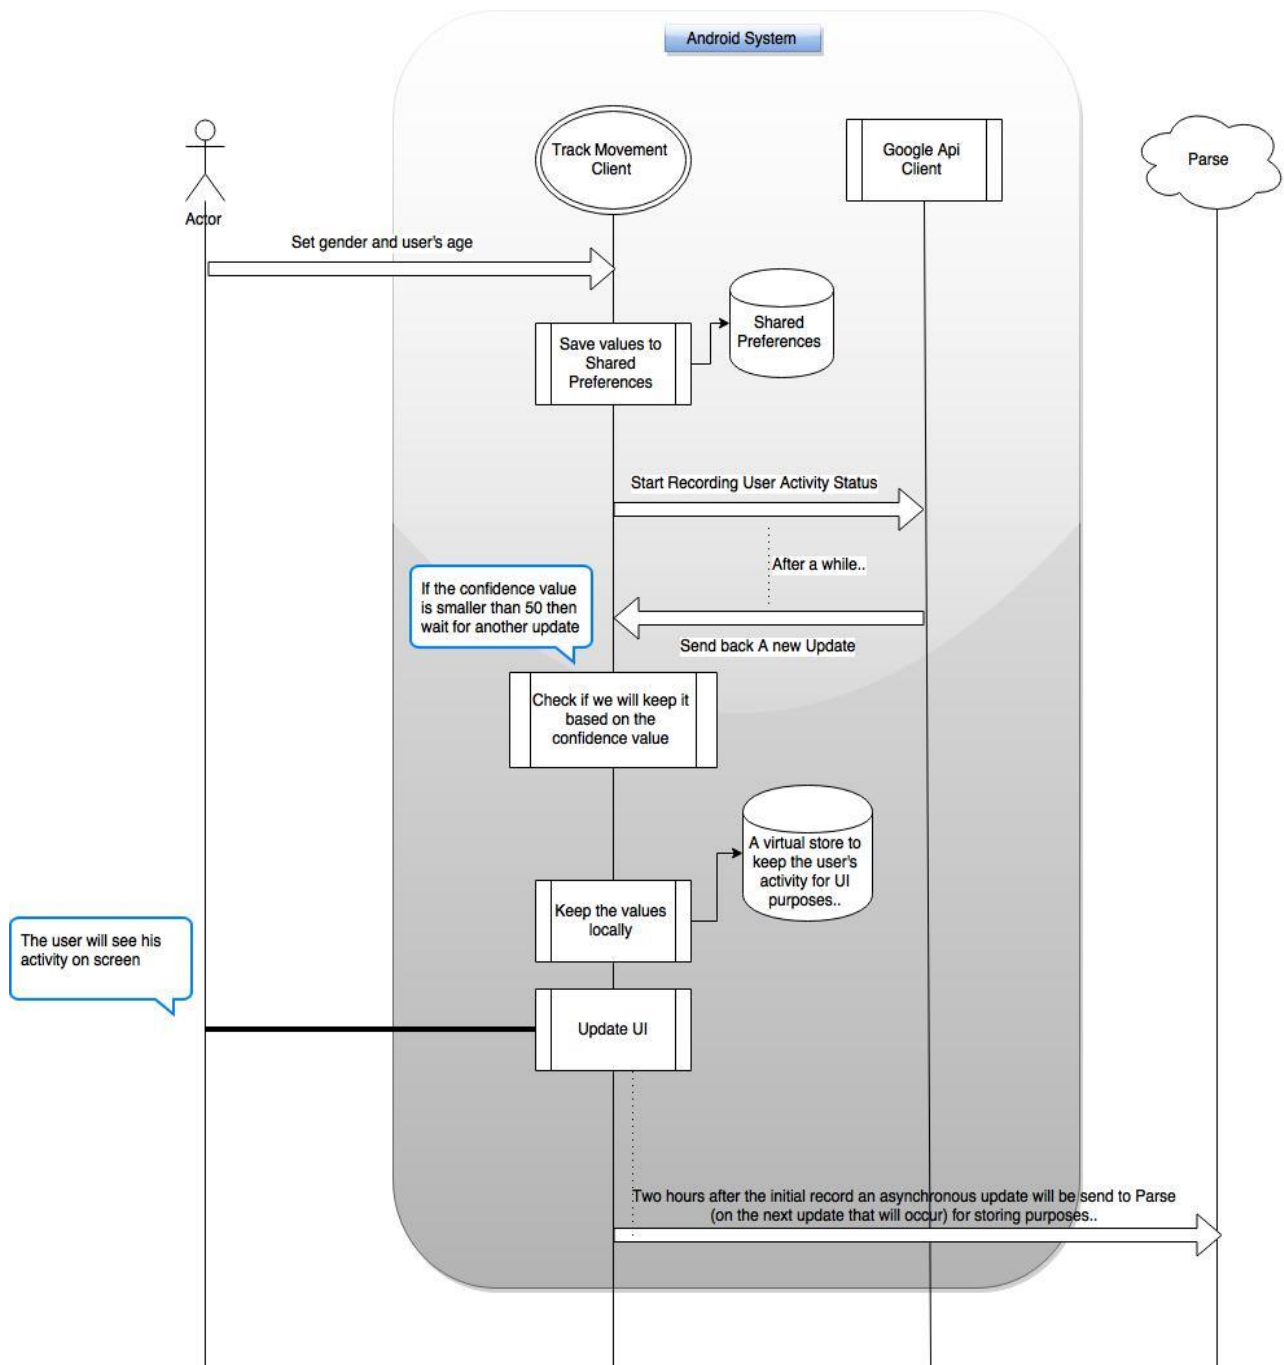 Android System
Track Movement
Client
Google Api
Client
Parse
Actor
Set gender and user's age
Shared
Preferences
Save values to
Shared
Preferences
Start Recording User Activity Status
After a while..
If the confidence value
is smaller than 50 then
wait for another update
Send back A new Update
Check if we will keep it
based on the
confidence value
A virtual store to
keep the user's
activity for UI
purposes..
Keep the values
locally
The user will see his
activity on screen
Update UI
Two hours after the initial record an asynchronous update will be send to Parse
(on the next update that will occur) for storing purposes..